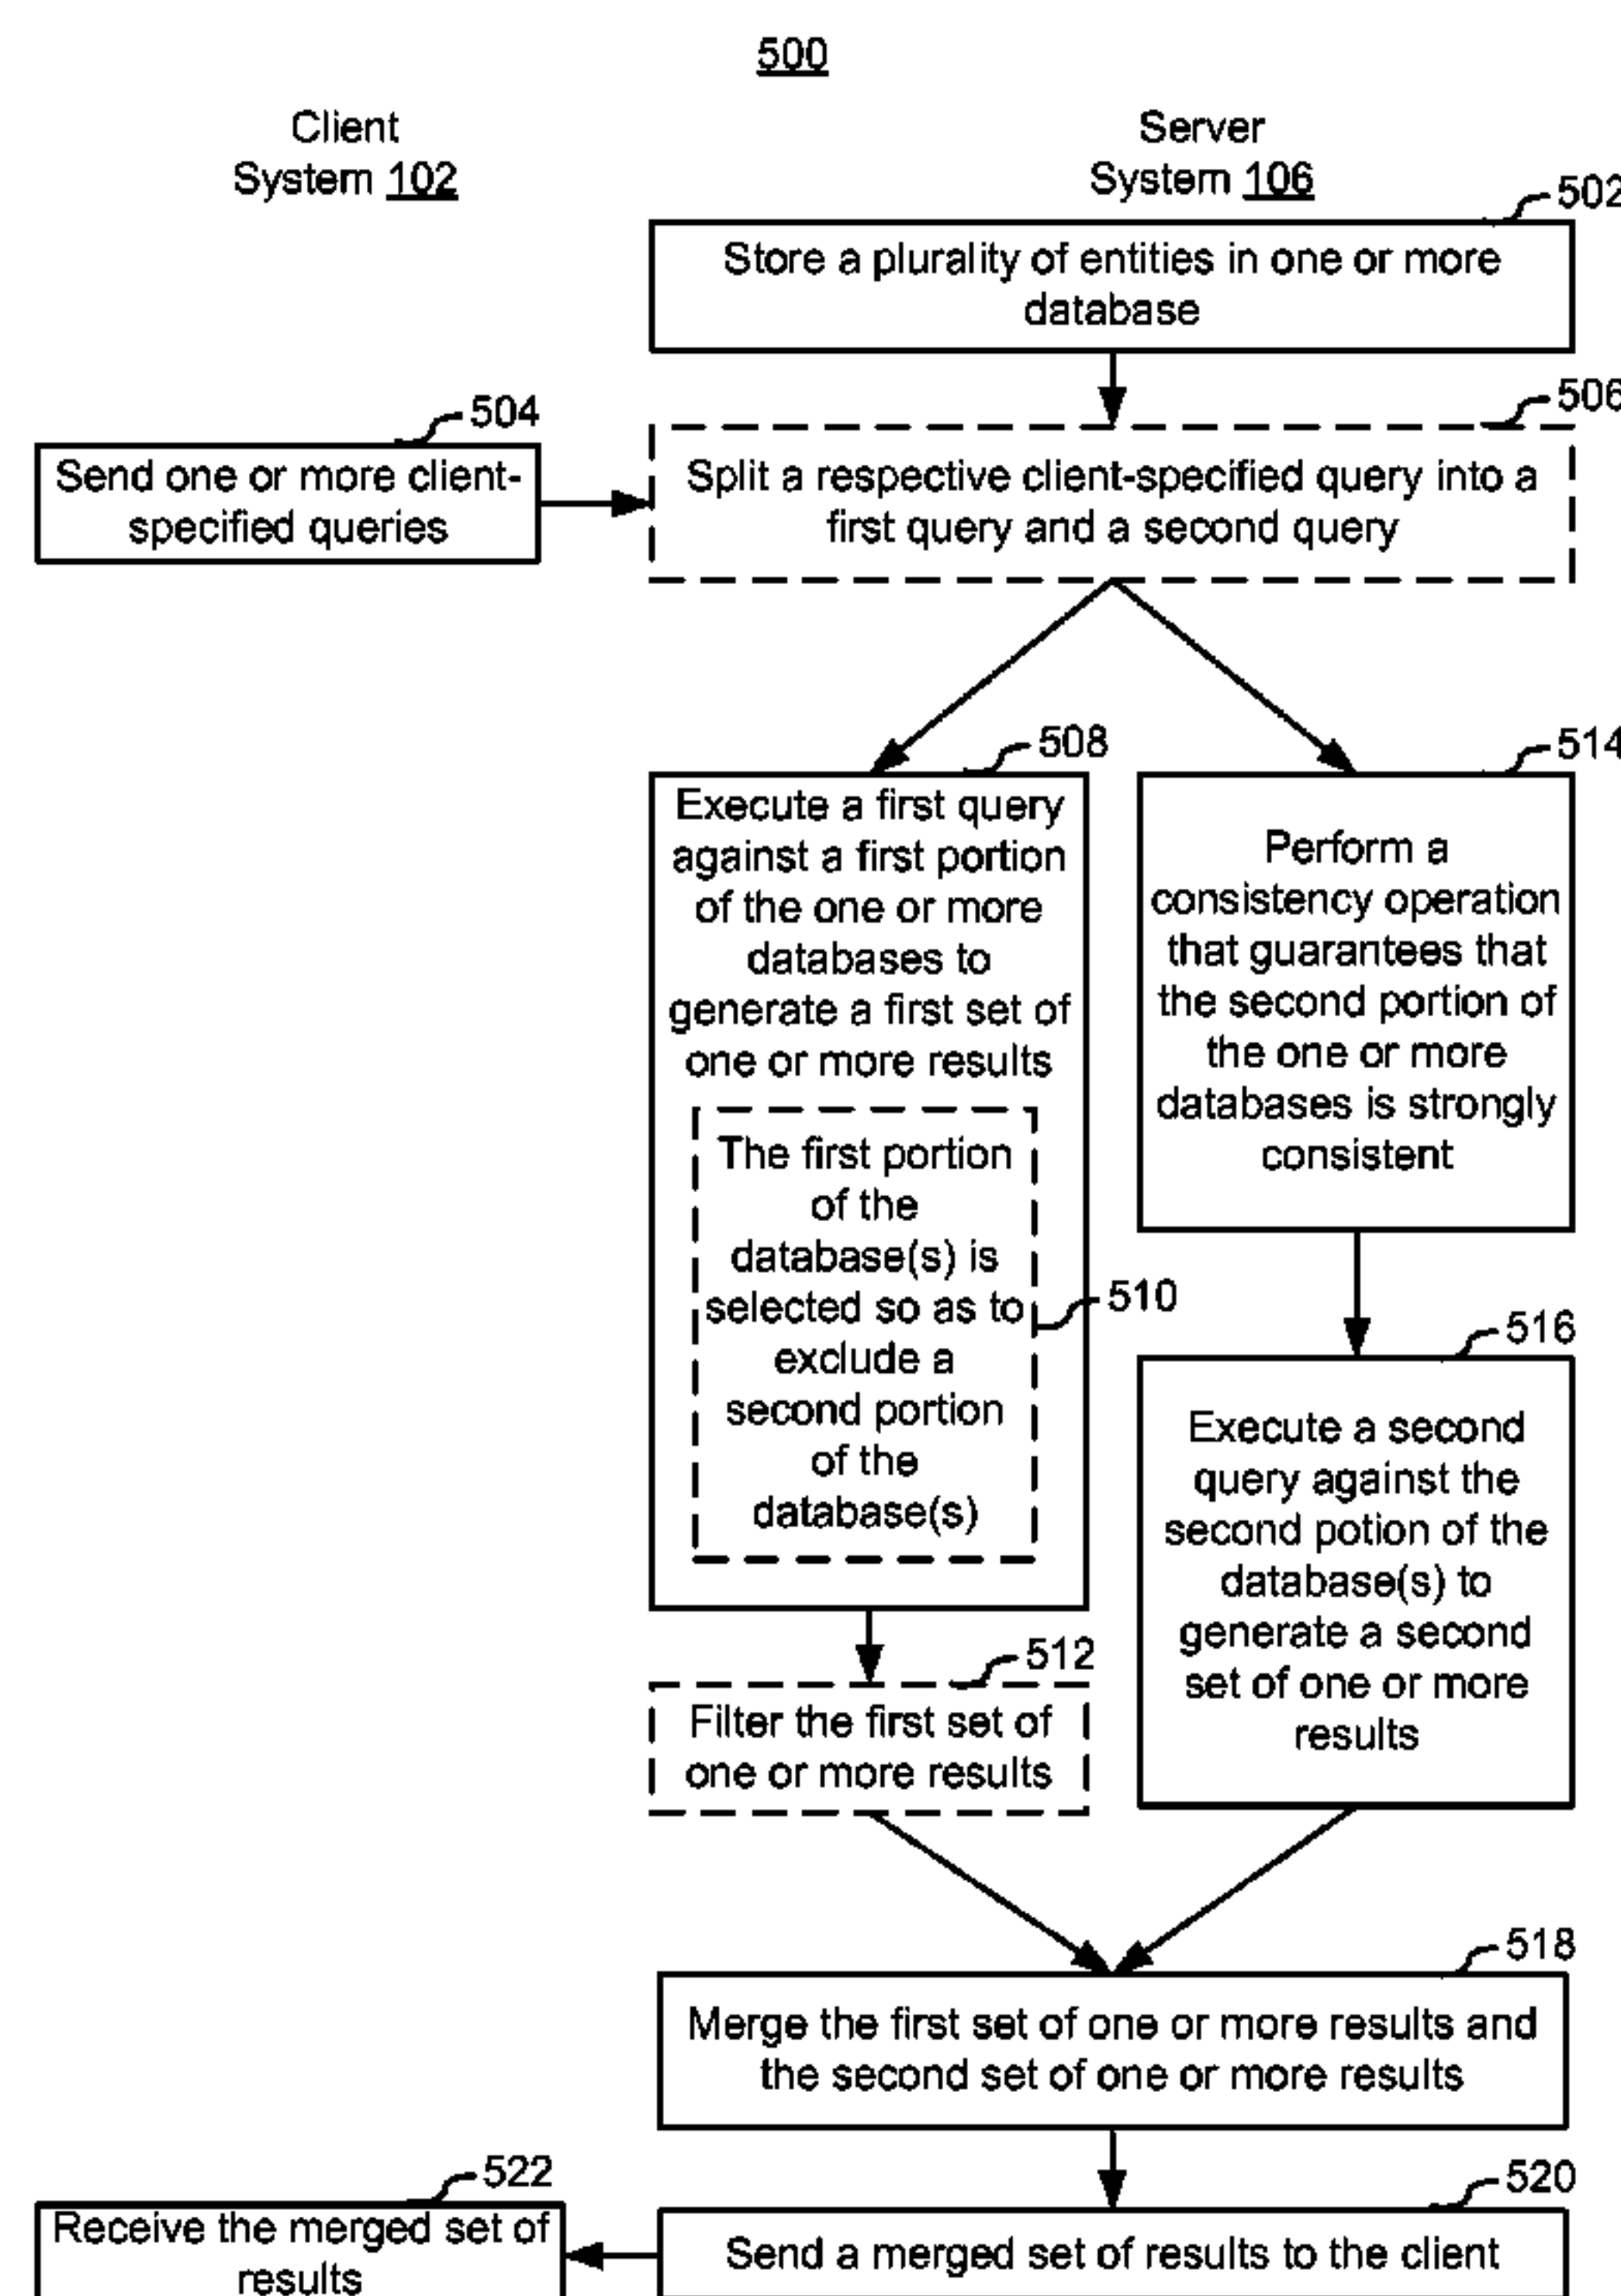 500
Client
System 102
Server
System 106
502
Store a plurality of entities in one or more
database
504
Send one or more client-
specified queries
506
Split a respective client-specified query into a
first query and a second query
508
Execute a first query
against a first portion
of the one or more
databases to
generate a first set of
one or more results
The first portion
of the
database(s) is
selected so as to
exclude a
second portion
of the
database(s)
510
512
Filter the first set of
one or more results
514
Perform a
consistency operation
that guarantees that
the second portion of
the one or more
databases is strongly
consistent
516
Execute a second
query against the
second potion of the
database(s) to
generate a second
set of one or more
results
518
Merge the first set of one or more results and
the second set of one or more results
520
Send a merged set of results to the client
522
Receive the merged set of
results